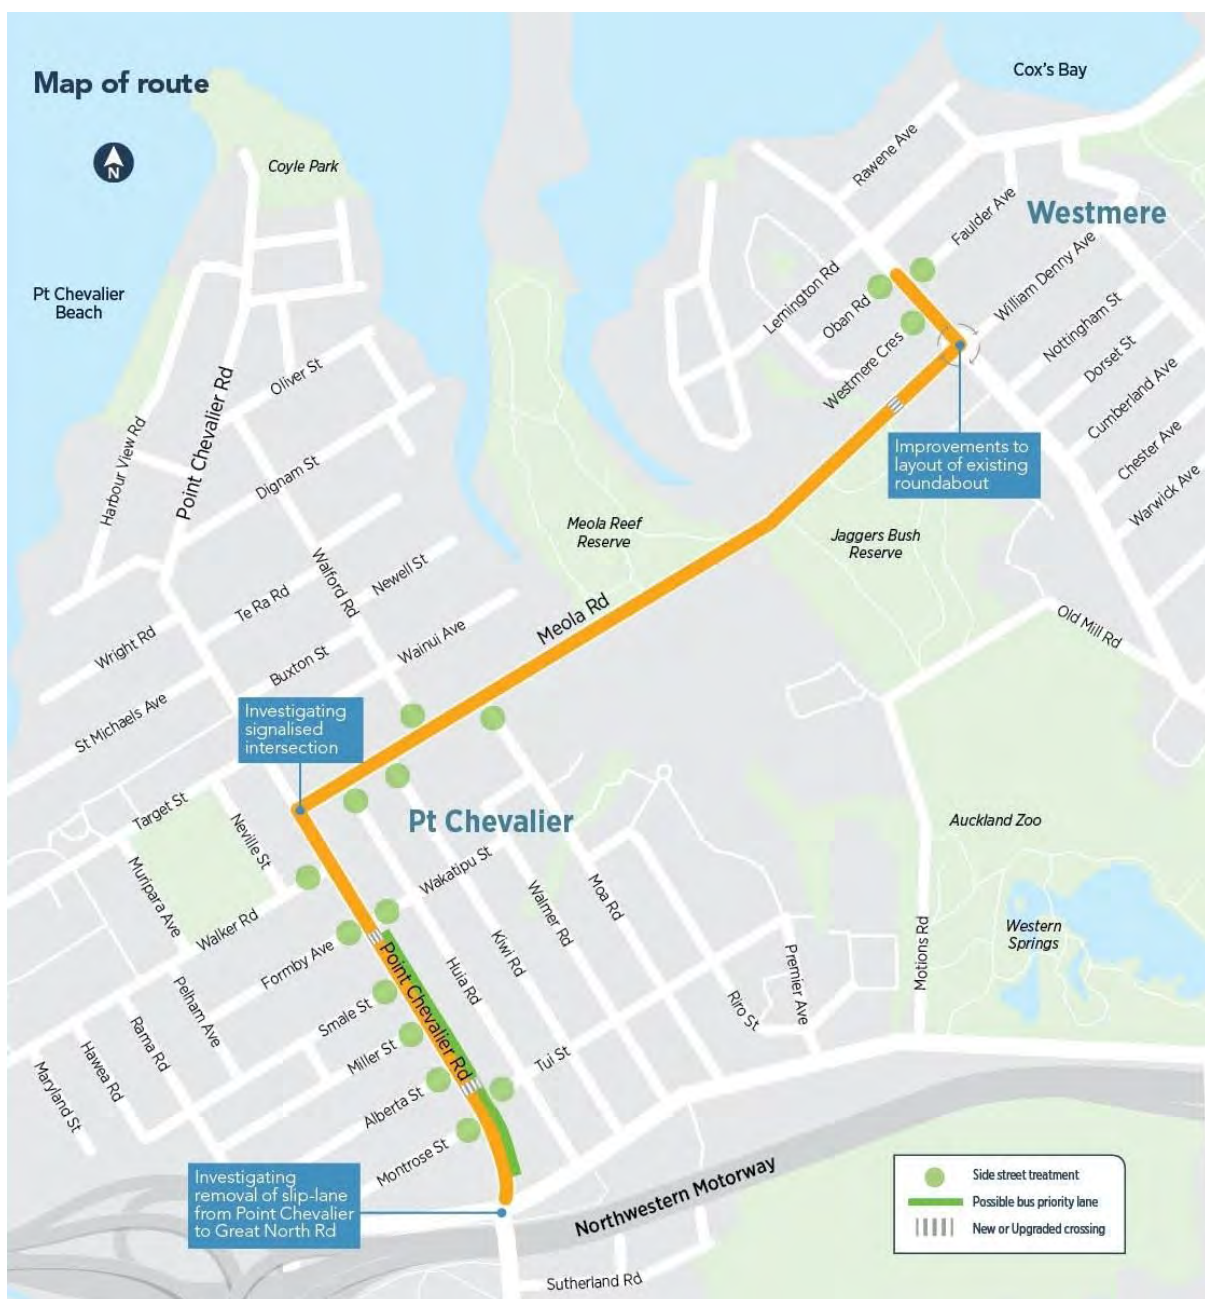 Map of route
N
Coyle Park
Cox's Bay
Rawene Ave
Westmere
Faulder Ave
William Denny Ave
Pt Chevalier
Beach
Lemington Rd
Oban Rd
Westmere Cres
Nottingham St
Dorset St
Cumberland Ave
Chester Ave
Warwick Ave
Oliver St
Point Chevalier Rd
Harbour View Rd
Dignam St
Improvements to
layout of existing
roundabout
Meola Reef
Reserve
Jaggers Bush
Reserve
Walford Rd
Newell St
Te Ra Rd
Wright Rd
Buxton St
Wainui Ave
Meola Rd
Old Mill Rd
St Michaels Ave
Investigating
signalised
intersection
Target St
Neville St
Pt Chevalier
Auckland Zoo
Muripara Ave
Walker Rd
Wakatipu St
Moa Rd
Walmer Rd
Western
Springs
Formby Ave
Kiwi Rd
Huia Rd
Motions Rd
Premier Ave
Riro St
Pelham Ave
Smale St
Point Chevalier Rd
Rama Rd
Miller St
Tui St
Hawea Rd
Maryland St
Alberta St
Montrose St
Investigating
removal of slip-lane
from Point Chevalier
to Great North Rd
Northwestern Motorway
Sutherland Rd
Side street treatment
Possible bus priority lane
New or Upgraded crossing